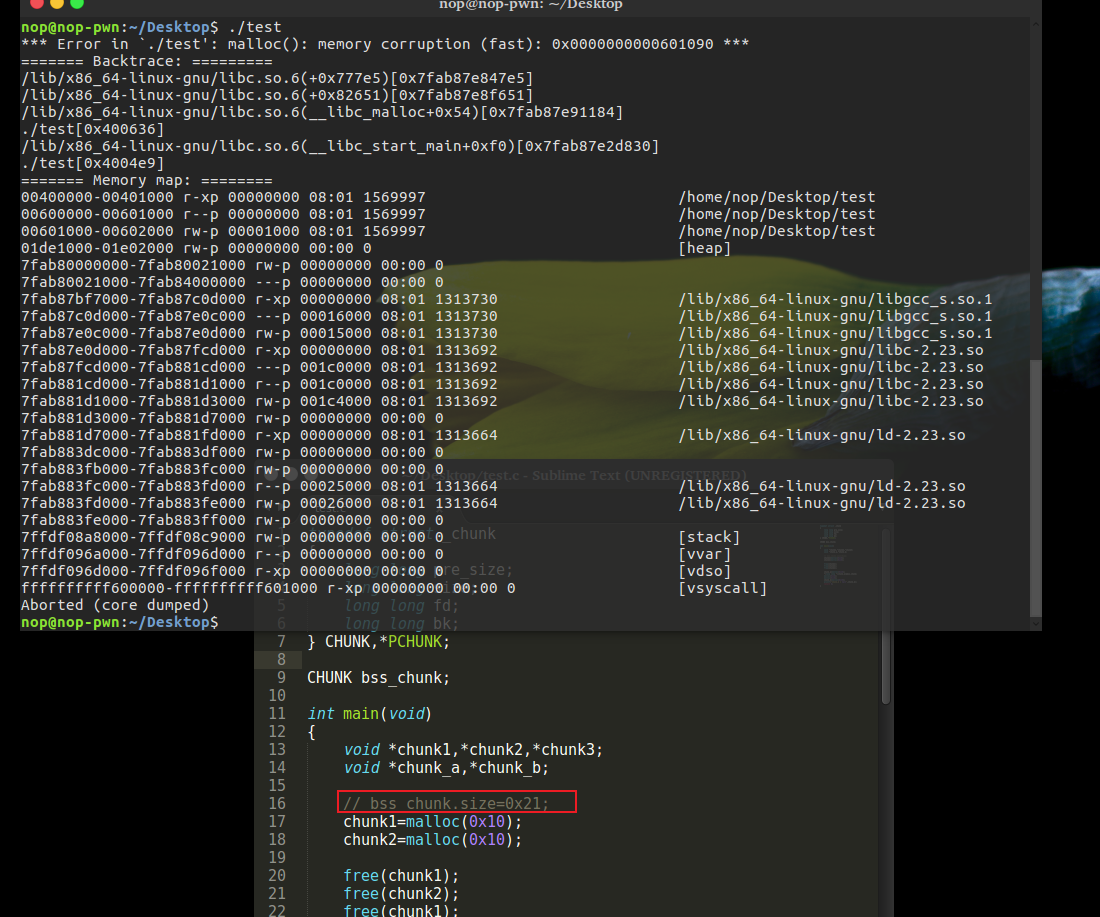 nop@nop-pwn: ~/Desktop
nop@nop-pwn:~/Desktop$ ./test
*** Error in `./test': malloc(): memory corruption (fast): 0x0000000000601090 ***
======= Backtrace: =========
/lib/x86_64-linux-gnu/libc.so.6(+0x777e5)[0x7fab87e847e5]
/lib/x86_64-linux-gnu/libc.so.6(+0x82651)[0x7fab87e8f651]
/lib/x86_64-linux-gnu/libc.so.6(__libc_malloc+0x54)[0x7fab87e91184]
./test[0x400636]
/lib/x86_64-linux-gnu/libc.so.6(__libc_start_main+0xf0)[0x7fab87e2d830]
./test[0x4004e9]
======= Memory map: ========
00400000-00401000 r-xp 00000000 08:01 1569997 /home/nop/Desktop/test
00600000-00601000 r--p 00000000 08:01 1569997 /home/nop/Desktop/test
00601000-00602000 rw-p 00001000 08:01 1569997 /home/nop/Desktop/test
01de1000-01e02000 rw-p 00000000 00:00 0 [heap]
7fab80000000-7fab80021000 rw-p 00000000 00:00 0
7fab80021000-7fab84000000 ---p 00000000 00:00 0
7fab87bf7000-7fab87c0d000 r-xp 00000000 08:01 1313730 /lib/x86_64-linux-gnu/libgcc_s.so.1
7fab87c0d000-7fab87e0c000 ---p 00016000 08:01 1313730 /lib/x86_64-linux-gnu/libgcc_s.so.1
7fab87e0c000-7fab87e0d000 rw-p 00015000 08:01 1313730 /lib/x86_64-linux-gnu/libgcc_s.so.1
7fab87e0d000-7fab87fcd000 r-xp 00000000 08:01 1313692 /lib/x86_64-linux-gnu/libc-2.23.so
7fab87fcd000-7fab881cd000 ---p 001c0000 08:01 1313692 /lib/x86_64-linux-gnu/libc-2.23.so
7fab881cd000-7fab881d1000 r--p 001c0000 08:01 1313692 /lib/x86_64-linux-gnu/libc-2.23.so
7fab881d1000-7fab881d3000 rw-p 001c4000 08:01 1313692 /lib/x86_64-linux-gnu/libc-2.23.so
7fab881d3000-7fab881d7000 rw-p 00000000 00:00 0
7fab881d7000-7fab881fd000 r-xp 00000000 08:01 1313664 /lib/x86_64-linux-gnu/ld-2.23.so
7fab883dc000-7fab883df000 rw-p 00000000 00:00 0
7fab883fb000-7fab883fc000 rw-p 00000000 00:00 0
/Desktop/test.c - Sublime Text (UNREGISTERED)
7fab883fc000-7fab883fd000 r--p 00025000 08:01 1313664 /lib/x86_64-linux-gnu/ld-2.23.so
7fab883fd000-7fab883fe000 rw-p 00026000 08:01 1313664 /lib/x86_64-linux-gnu/ld-2.23.so
7fab883fe000-7fab883ff000 rw-p 00000000 00:00 0
7ffdf08a8000-7ffdf08c9000 rw-p 00000000 00:00 0 [stack]
7ffdf096a000-7ffdf096d000 r--p 00000000 00:00 0 [vvar]
7ffdf096d000-7ffdf096f000 r-xp 00000000 00:00 0 [vdso]
ffffffffff600000-ffffffffff601000 r-xp 00000000 00:00 0 [vsyscall]
Aborted (core dumped)
nop@nop-pwn:~/Desktop$
5 long long fd;
6 long long bk;
7 } CHUNK,*PCHUNK;
8
9 CHUNK bss_chunk;
10
11 int main(void)
12 {
13 void *chunk1,*chunk2,*chunk3;
14 void *chunk_a,*chunk_b;
15
16 // bss_chunk.size=0x21;
17 chunk1=malloc(0x10);
18 chunk2=malloc(0x10);
19
20 free(chunk1);
21 free(chunk2);
22 free(chunk1);